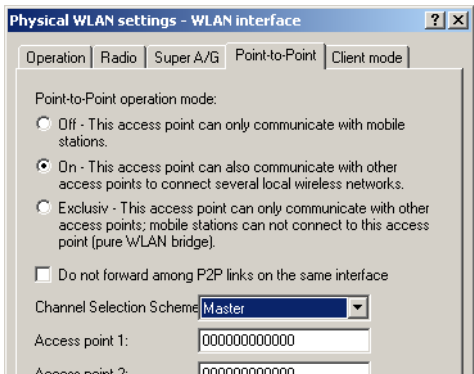 Physical WLAN settings - WLAN interface
Operation Radio Super A/G Point-to-Point Client mode
Point-to-Point operation mode:
Off - This access point can only communicate with mobile
stations.
On - This access point can also communicate with other
access points to connect several local wireless networks.
Exclusiv - This access point can only communicate with other
access points; mobile stations can not connect to this access
point (pure WLAN bridge).
Do not forward among P2P links on the same interface
Channel Selection Scheme Master
Access point 1: 000000000000
Access point 2: 000000000000